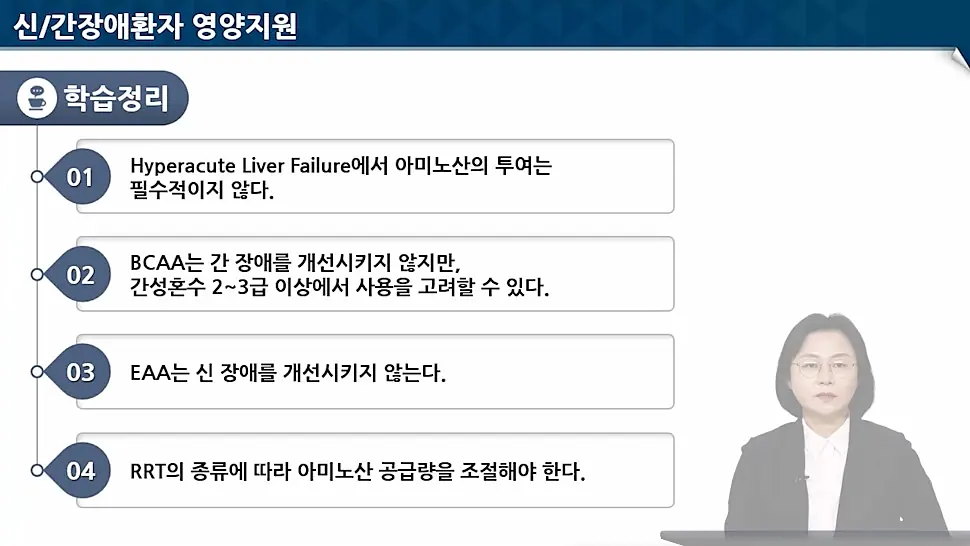 신/간장애환자 영양지원
학습정리
01
Hyperacute Liver Failure에서 아미노산의 투여는
필수적이지 않다.
02
BCAA는 간 장애를 개선시키지 않지만,
간성혼수 2~3급 이상에서 사용을 고려할 수 있다.
03
EAA는 신 장애를 개선시키지 않는다.
04
RRT의 종류에 따라 아미노산 공급량을 조절해야 한다.